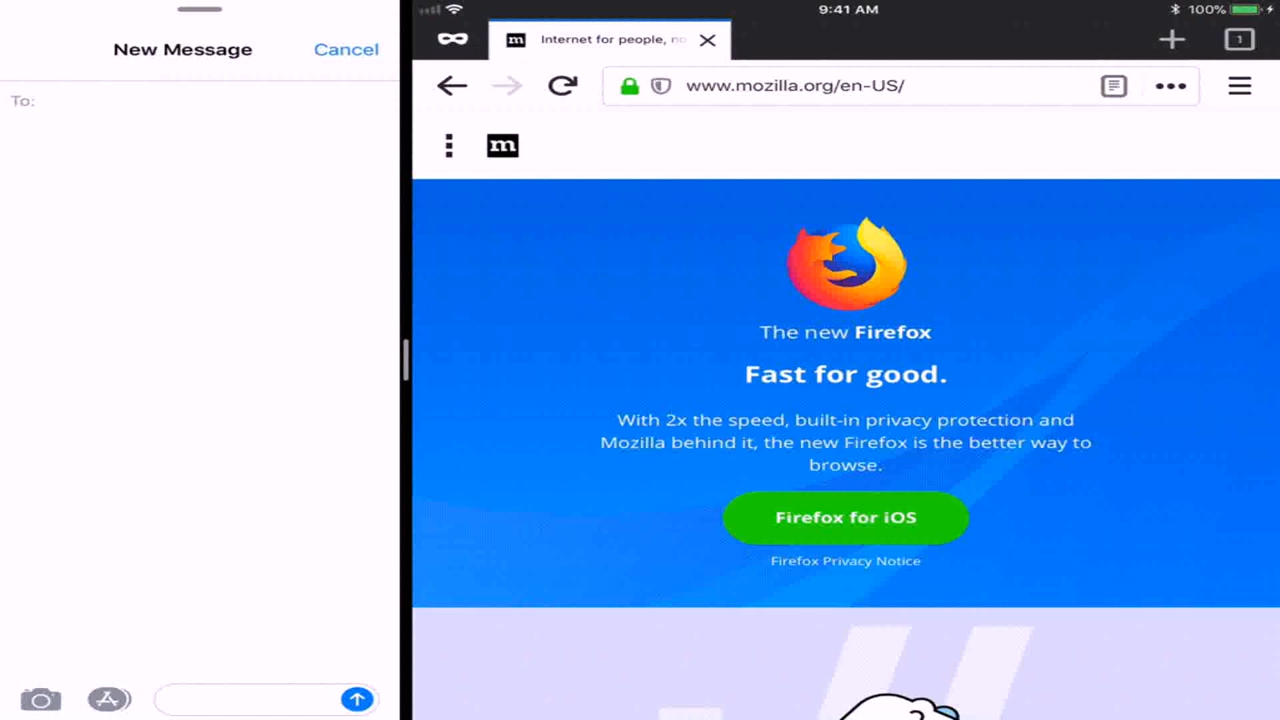 New Message
Cancel
To:
9:41 AM
100%
m
Internet for people, no
1
www.mozilla.org/en-US/
m
The new Firefox
Fast for good.
With 2x the speed, built-in privacy protection and
Mozilla behind it, the new Firefox is the better way to
browse.
Firefox for iOS
Firefox Privacy Notice